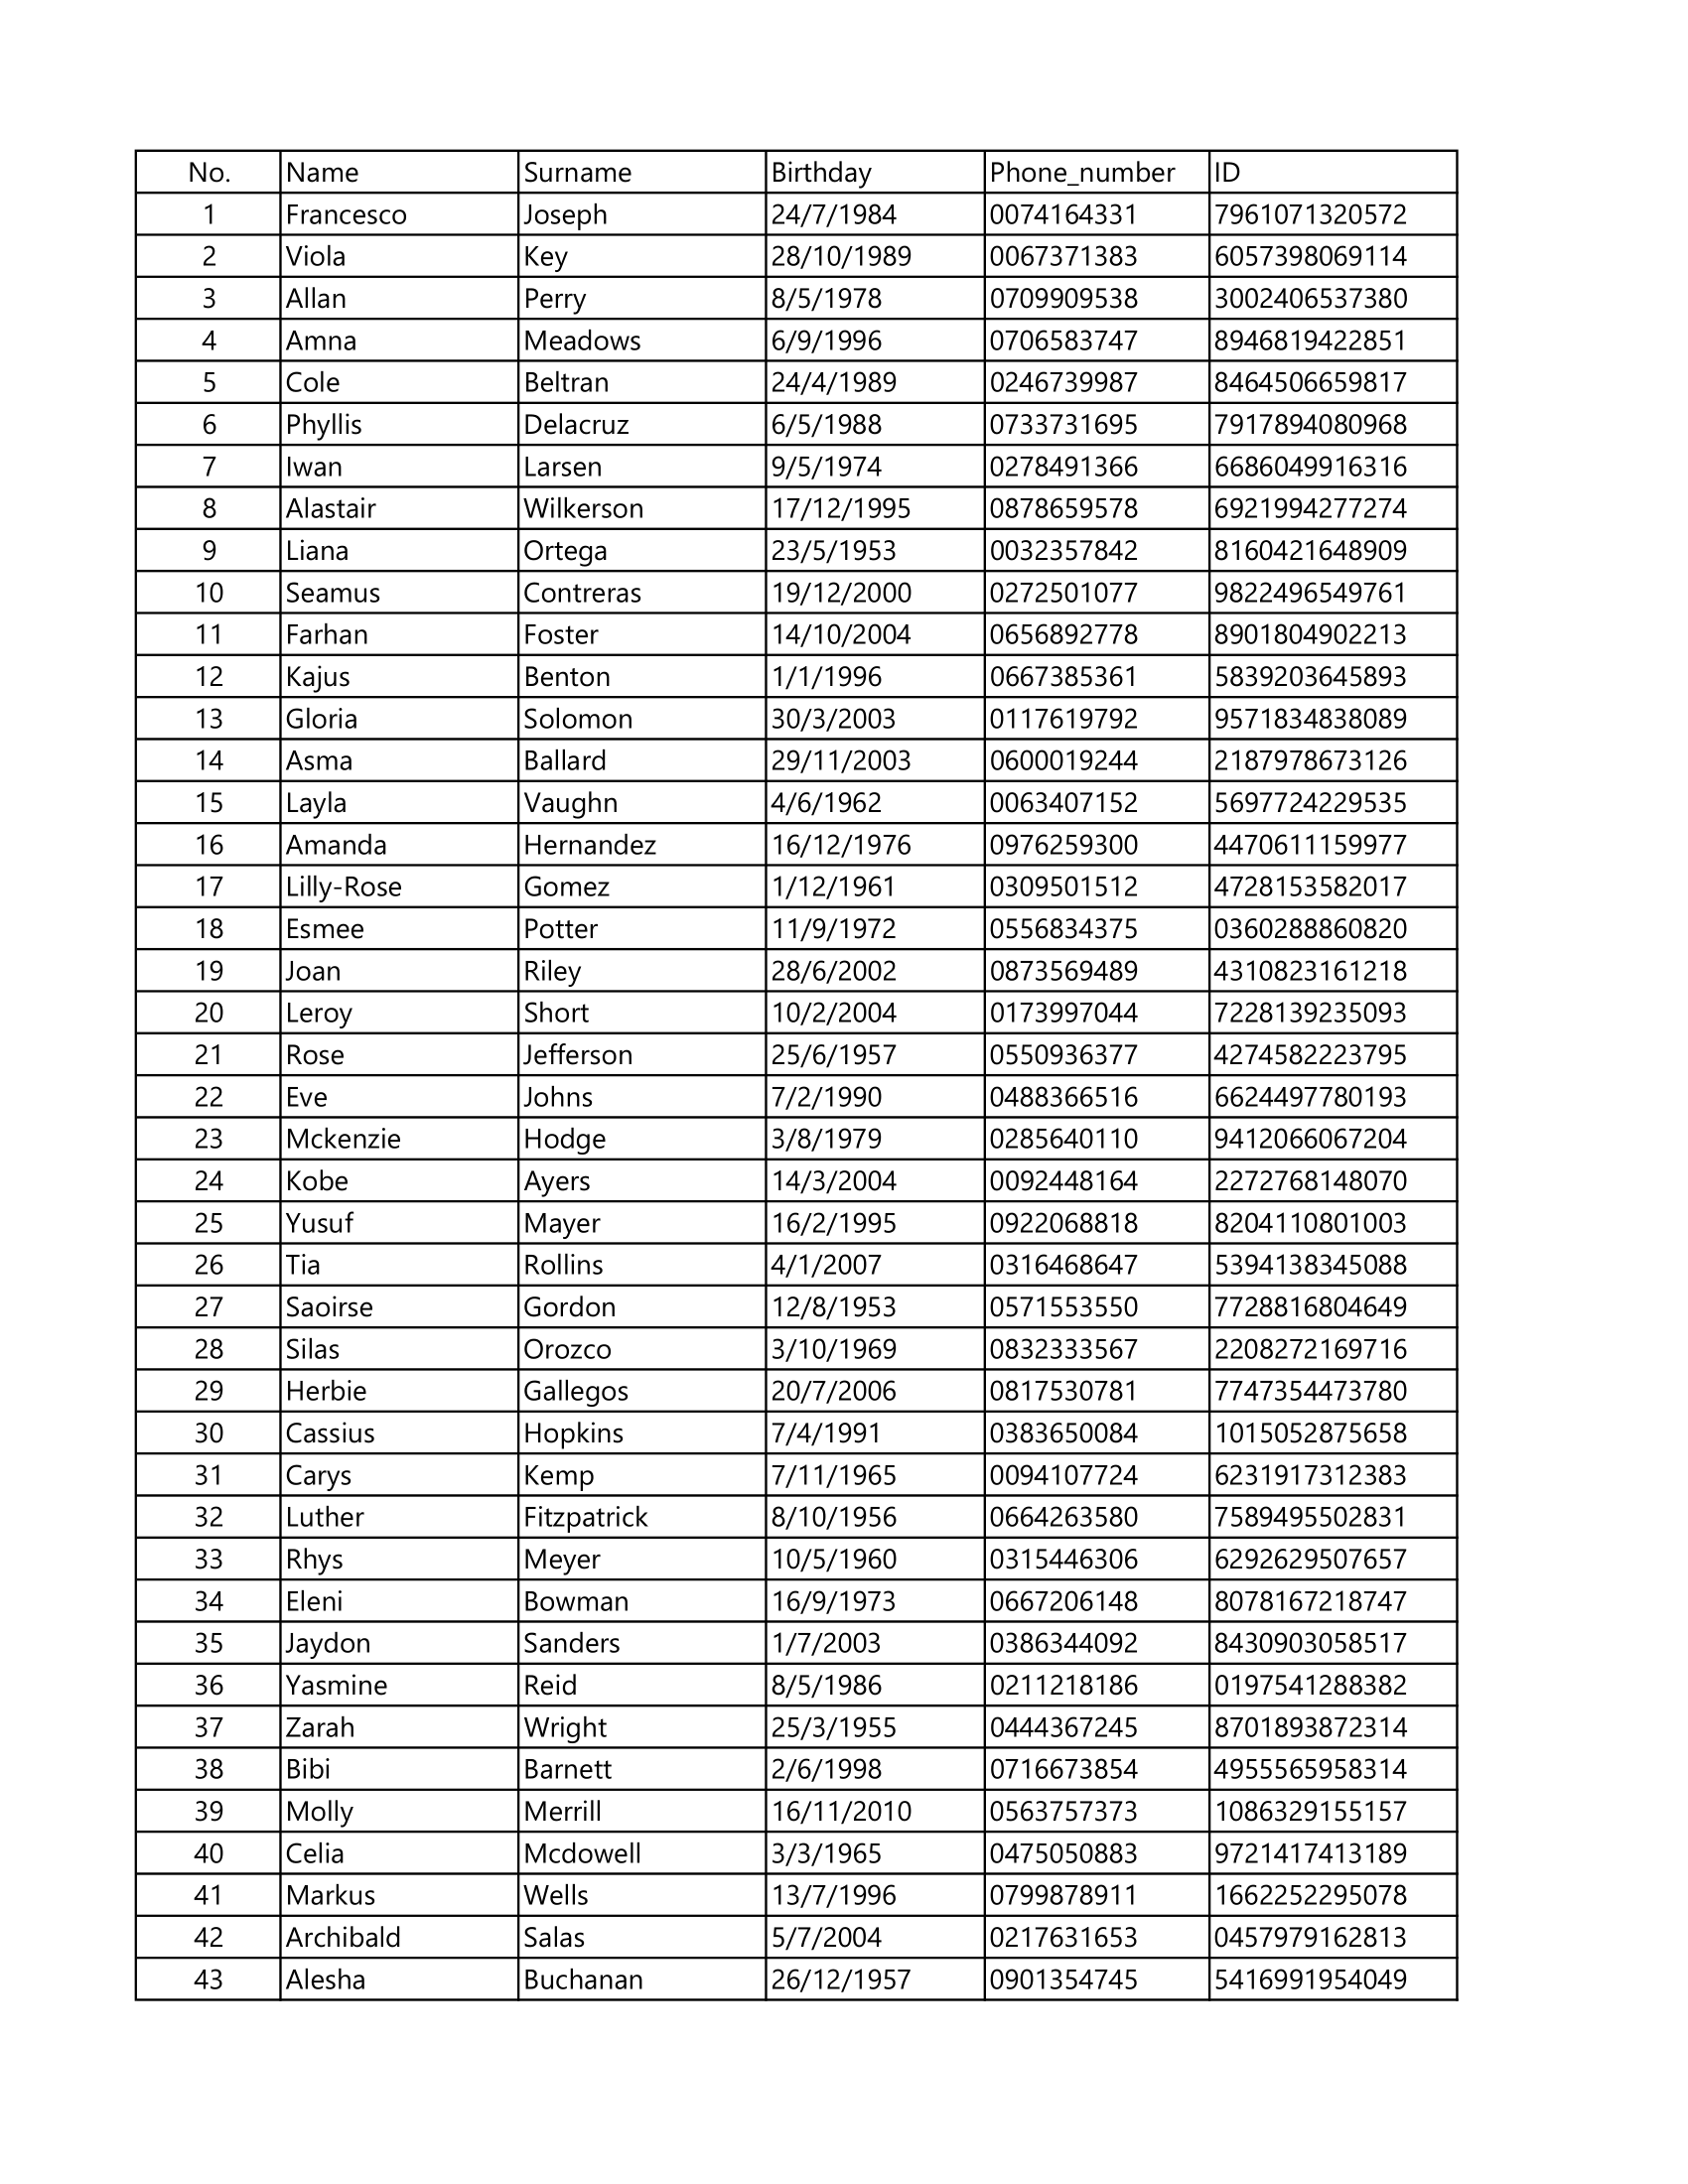 No. Name Surname Birthday Phone_number ID
1 Francesco Joseph 24/7/1984 0074164331 7961071320572
2 Viola Key 28/10/1989 0067371383 6057398069114
3 Allan Perry 8/5/1978 0709909538 3002406537380
4 Amna Meadows 6/9/1996 0706583747 8946819422851
5 Cole Beltran 24/4/1989 0246739987 8464506659817
6 Phyllis Delacruz 6/5/1988 0733731695 7917894080968
7 Iwan Larsen 9/5/1974 0278491366 6686049916316
8 Alastair Wilkerson 17/12/1995 0878659578 6921994277274
9 Liana Ortega 23/5/1953 0032357842 8160421648909
10 Seamus Contreras 19/12/2000 0272501077 9822496549761
11 Farhan Foster 14/10/2004 0656892778 8901804902213
12 Kajus Benton 1/1/1996 0667385361 5839203645893
13 Gloria Solomon 30/3/2003 0117619792 9571834838089
14 Asma Ballard 29/11/2003 0600019244 2187978673126
15 Layla Vaughn 4/6/1962 0063407152 5697724229535
16 Amanda Hernandez 16/12/1976 0976259300 4470611159977
17 Lilly-Rose Gomez 1/12/1961 0309501512 4728153582017
18 Esmee Potter 11/9/1972 0556834375 0360288860820
19 Joan Riley 28/6/2002 0873569489 4310823161218
20 Leroy Short 10/2/2004 0173997044 7228139235093
21 Rose Jefferson 25/6/1957 0550936377 4274582223795
22 Eve Johns 7/2/1990 0488366516 6624497780193
23 Mckenzie Hodge 3/8/1979 0285640110 9412066067204
24 Kobe Ayers 14/3/2004 0092448164 2272768148070
25 Yusuf Mayer 16/2/1995 0922068818 8204110801003
26 Tia Rollins 4/1/2007 0316468647 5394138345088
27 Saoirse Gordon 12/8/1953 0571553550 7728816804649
28 Silas Orozco 3/10/1969 0832333567 2208272169716
29 Herbie Gallegos 20/7/2006 0817530781 7747354473780
30 Cassius Hopkins 7/4/1991 0383650084 1015052875658
31 Carys Kemp 7/11/1965 0094107724 6231917312383
32 Luther Fitzpatrick 8/10/1956 0664263580 7589495502831
33 Rhys Meyer 10/5/1960 0315446306 6292629507657
34 Eleni Bowman 16/9/1973 0667206148 8078167218747
35 Jaydon Sanders 1/7/2003 0386344092 8430903058517
36 Yasmine Reid 8/5/1986 0211218186 0197541288382
37 Zarah Wright 25/3/1955 0444367245 8701893872314
38 Bibi Barnett 2/6/1998 0716673854 4955565958314
39 Molly Merrill 16/11/2010 0563757373 1086329155157
40 Celia Mcdowell 3/3/1965 0475050883 9721417413189
41 Markus Wells 13/7/1996 0799878911 1662252295078
42 Archibald Salas 5/7/2004 0217631653 0457979162813
43 Alesha Buchanan 26/12/1957 0901354745 5416991954049